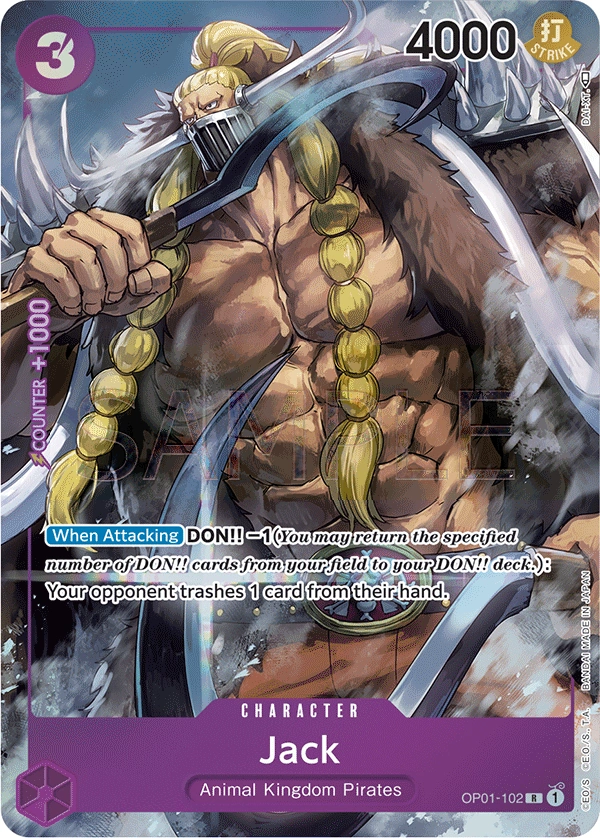 3
4000
打
STRIKE
DAI-XT.
COUNTER +1000
SAMPLE
When Attacking DON!! −1(You may return the specified
number of DON!! cards from your field to your DON!! deck.):
Your opponent trashes 1 card from their hand.
CHARACTER
Jack
Animal Kingdom Pirates
OP01-102 R 1
©E.O/S ©E.O./S.,T.A. BANDAI MADE IN JAPAN